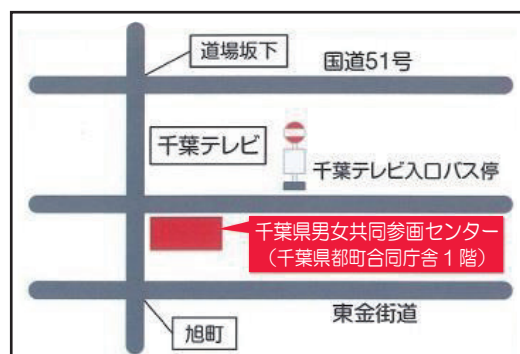 道場坂下
国道51号
千葉テレビ
千葉テレビ入口バス停
千葉県男女共同参画センター
（千葉県都町合同庁舎1階）
東金街道
旭町